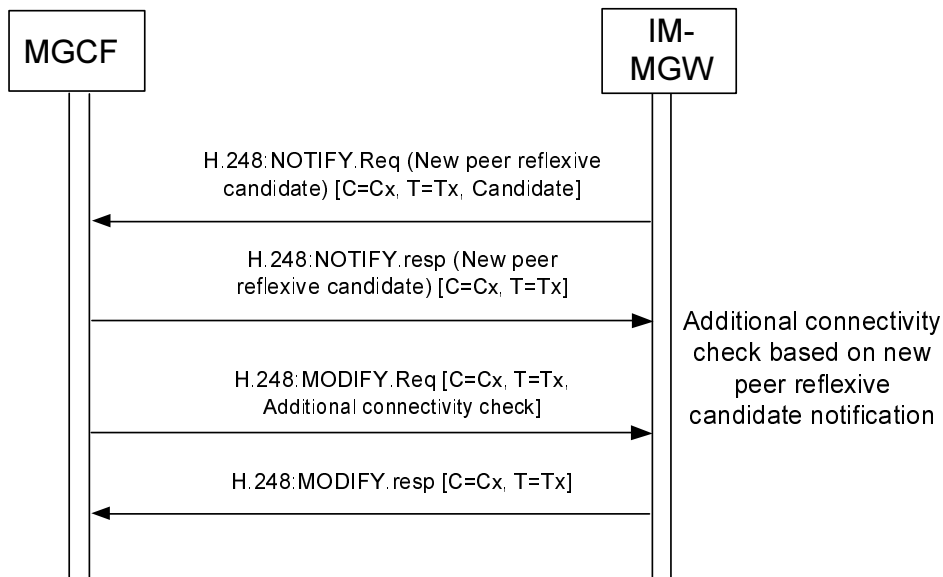 MGCF
IM-
MGW
H.248:NOTIFY.Req (New peer reflexive
candidate) [C=Cx, T=Tx, Candidate]
H.248:NOTIFY.resp (New peer
reflexive candidate) [C=Cx, T=Tx]
Additional connectivity
check based on new
peer reflexive
candidate notification
H.248:MODIFY.Req [C=Cx, T=Tx,
Additional connectivity check]
H.248:MODIFY.resp [C=Cx, T=Tx]